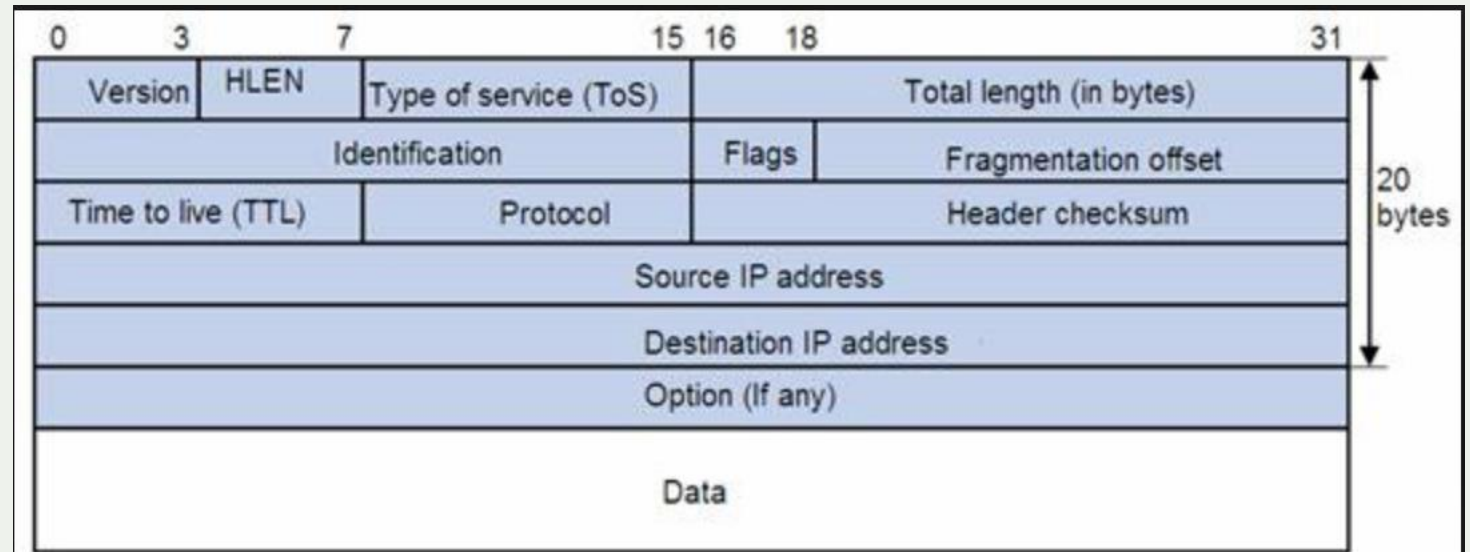 0 3 7 15 16 18 31
Version HLEN Type of service (ToS) Total length (in bytes)
Identification Flags Fragmentation offset
20
Time to live (TTL) Protocol Header checksum bytes
Source IP address
Destination IP address
Option (If any)
Data